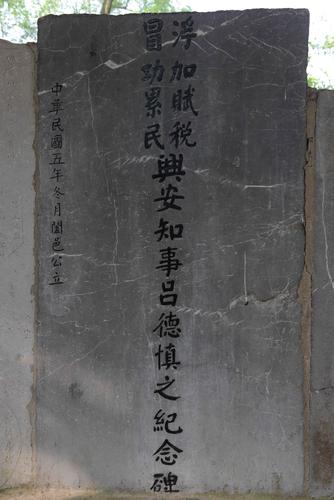 浮加賦税
冒功累民
興安知事呂德慎之紀念碑
中華民國五年冬月闔邑公立